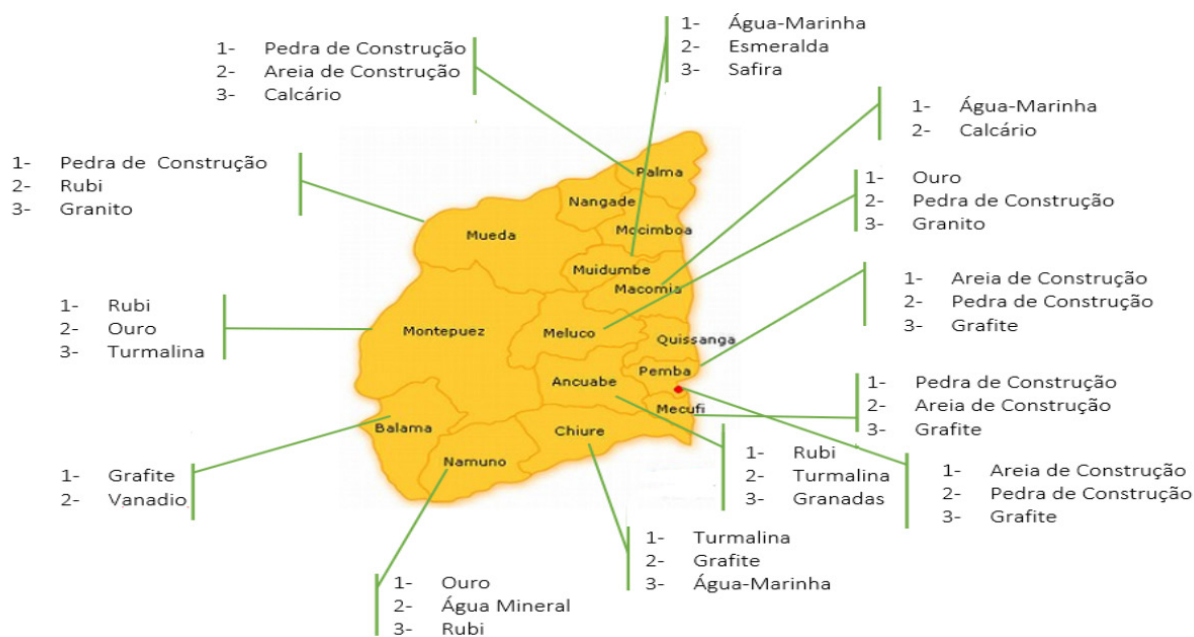 1- Água-Marinha
2- Esmeralda
3- Safira
1- Pedra de Construção
2- Areia de Construção
3- Calcário
1- Água-Marinha
2- Calcário
1- Pedra de Construção
2- Rubi
3- Granito
1- Ouro
2- Pedra de Construção
3- Granito
1- Areia de Construção
2- Pedra de Construção
3- Grafite
1- Rubi
2- Ouro
3- Turmalina
Palma
Nangade
Mocimboa
Mueda
Muidumbe
Macomia
Montepuez
Meluco
Quissanga
Pemba
Ancuabe
Mecufi
Balama
Chiure
Namuno
1- Pedra de Construção
2- Areia de Construção
3- Grafite
1- Rubi
2- Turmalina
3- Granadas
1- Areia de Construção
2- Pedra de Construção
3- Grafite
1- Grafite
2- Vanadio
1- Turmalina
2- Grafite
3- Água-Marinha
1- Ouro
2- Água Mineral
3- Rubi